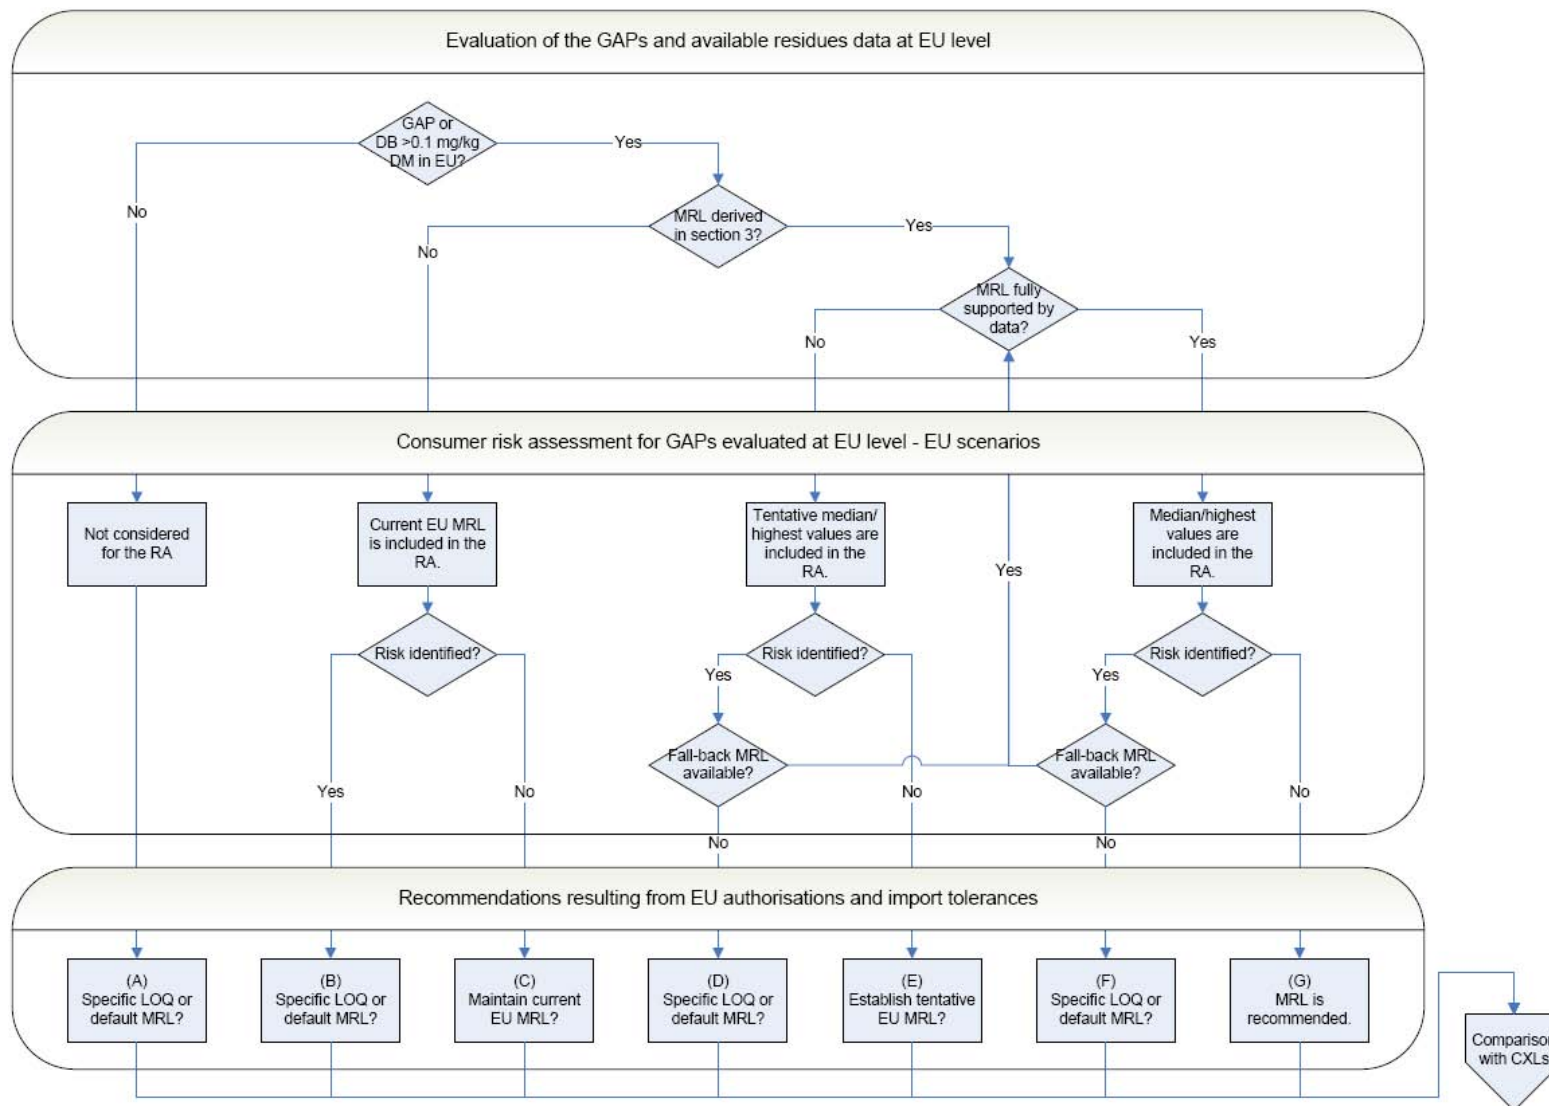 Evaluation of the GAPs and available residues data at EU level
GAP or
DB >0.1 mg/kg
DM in EU?
Yes
No
MRL derived
in section 3?
Yes
No
MRL fully
supported by
data?
No
Yes
Consumer risk assessment for GAPs evaluated at EU level - EU scenarios
Not considered
for the RA
Current EU MRL
is included in the
RA.
Tentative median/
highest values are
included in the
RA.
Median/highest
values are
included in the
RA.
Yes
Risk identified?
Risk identified?
Risk identified?
Yes
Yes
Fall-back MRL
available?
Fall-back MRL
available?
Yes
No
No
No
No
No
Recommendations resulting from EU authorisations and import tolerances
(A)
Specific LOQ or
default MRL?
(B)
Specific LOQ or
default MRL?
(C)
Maintain current
EU MRL?
(D)
Specific LOQ or
default MRL?
(E)
Establish tentative
EU MRL?
(F)
Specific LOQ or
default MRL?
(G)
MRL is
recommended.
Comparison
with CXLs